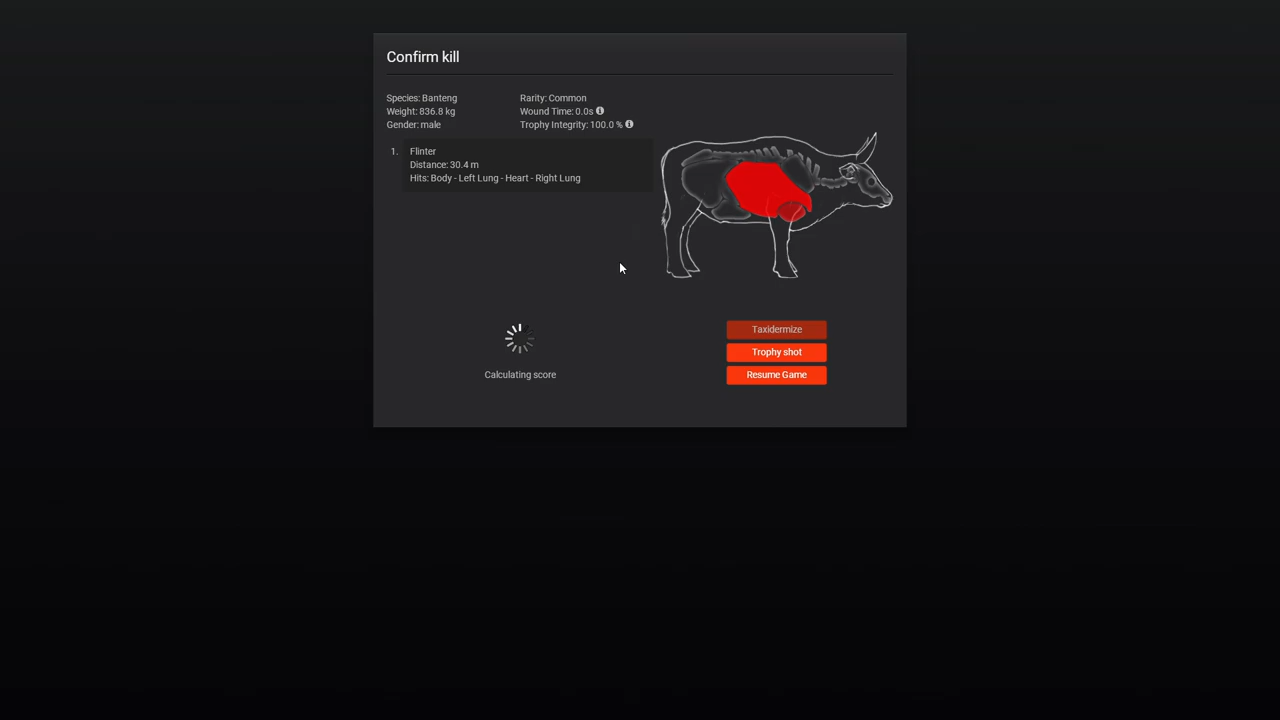 Confirm kill
Species: Banteng
Weight: 836.8 kg
Gender: male
Rarity: Common
Wound Time: 0.0s
Trophy Integrity: 100.0 %
1.
Flinter
Distance: 30.4 m
Hits: Body - Left Lung - Heart - Right Lung
Calculating score
Taxidermize
Trophy shot
Resume Game